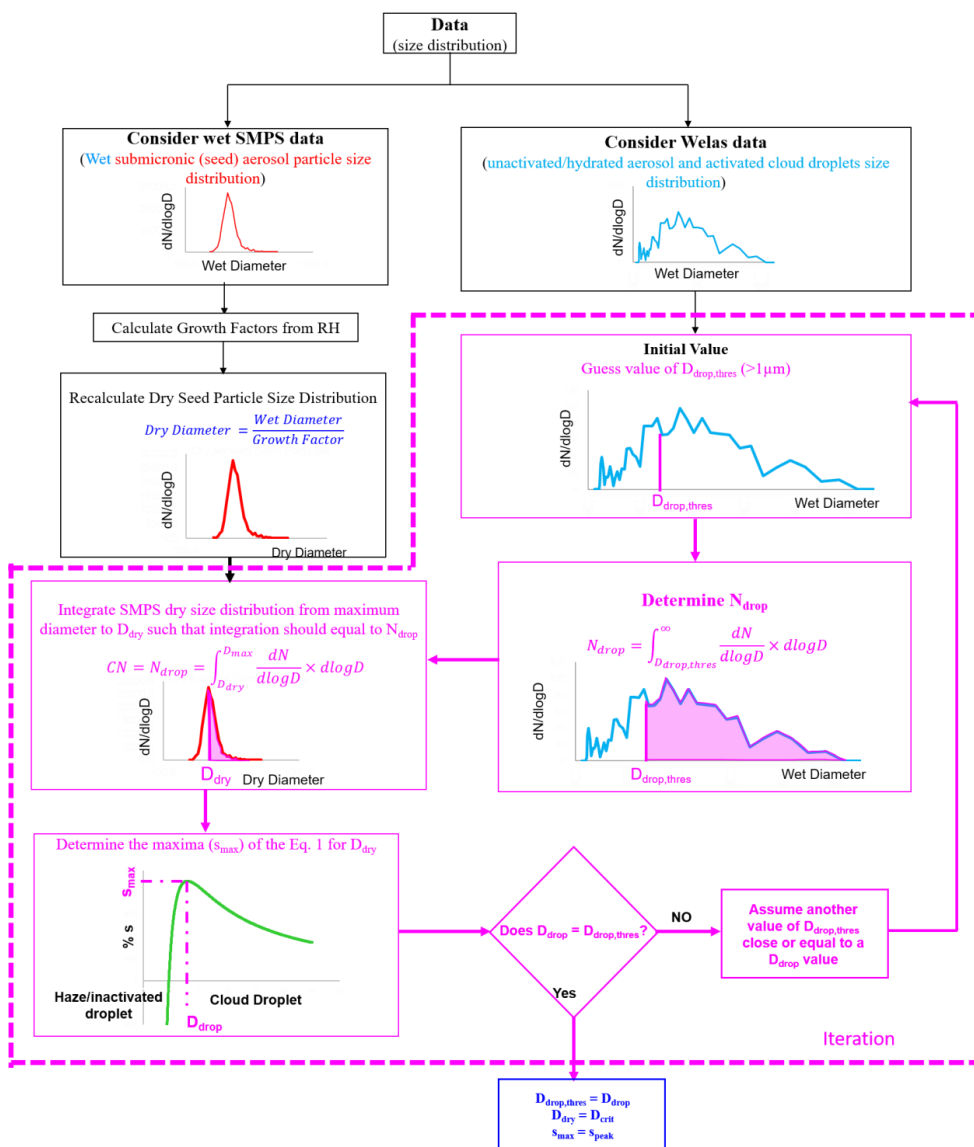 Data
(size distribution)
Consider wet SMPS data
(Wet submicronic (seed) aerosol particle size
distribution)
dN/dlogD
Wet Diameter
Consider Welas data
(unactivated/hydrated aerosol and activated cloud droplets size
distribution)
dN/dlogD
Wet Diameter
Calculate Growth Factors from RH
Recalculate Dry Seed Particle Size Distribution
Dry Diameter = Wet Diameter / Growth Factor
dN/dlogD
Dry Diameter
Initial Value
Guess value of D_drop,thres (>1µm)
dN/dlogD
D_drop,thres
Wet Diameter
Determine N_drop
N_drop = ∫_{D_drop,thres}^{∞} dN/dlogD × dlogD
dN/dlogD
D_drop,thres
Wet Diameter
Integrate SMPS dry size distribution from maximum
diameter to D_dry such that integration should equal to N_drop
CN = N_drop = ∫_{D_dry}^{D_max} dN/dlogD × dlogD
dN/dlogD
D_dry
Dry Diameter
Determine the maxima (s_max) of the Eq. 1 for D_dry
s_max
% s
Haze/inactivated
droplet
Cloud Droplet
D_drop
Does D_drop = D_drop,thres?
NO
Yes
Assume another
value of D_drop,thres
close or equal to a
D_drop value
Iteration
D_drop,thres = D_drop
D_dry = D_crit
s_max = s_peak